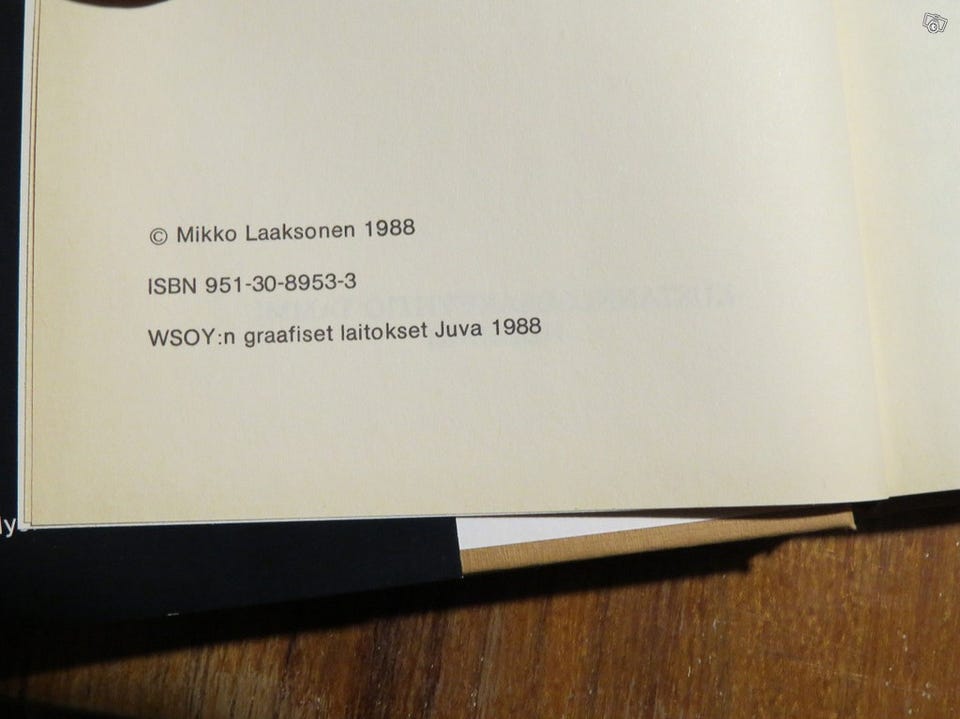 © Mikko Laaksonen 1988
ISBN 951-30-8953-3
WSOY:n graafiset laitokset Juva 1988